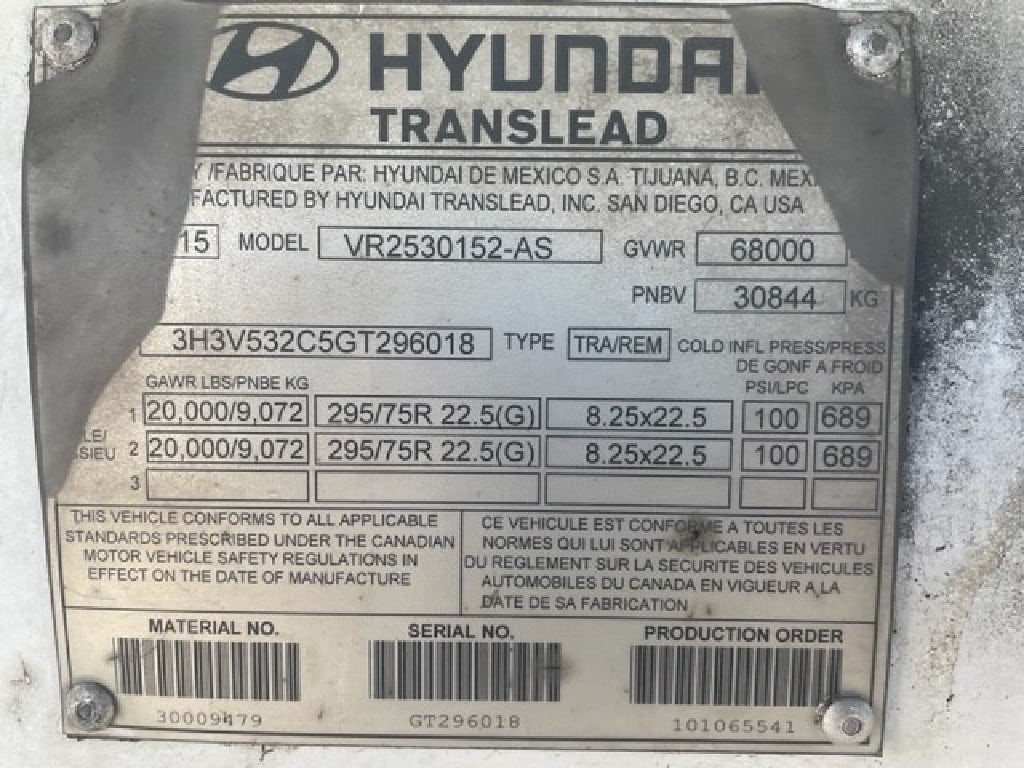 HYUNDAI
TRANSLEAD
/FABRIQUE PAR: HYUNDAI DE MEXICO S.A. TIJUANA, B.C. MEX.
FACTURED BY HYUNDAI TRANSLEAD, INC. SAN DIEGO, CA USA
15 MODEL VR2530152-AS GVWR 68000
PNBV 30844 KG
3H3V532C5GT296018 TYPE TRA/REM COLD INFL PRESS/PRESS
DE GONF A FROID
GAWR LBS/PNBE KG PSI/LPC KPA
1 20,000/9,072 295/75R 22.5(G) 8.25x22.5 100 689
LE/
SSIEU 2 20,000/9,072 295/75R 22.5(G) 8.25x22.5 100 689
3
THIS VEHICLE CONFORMS TO ALL APPLICABLE
STANDARDS PRESCRIBED UNDER THE CANADIAN
MOTOR VEHICLE SAFETY REGULATIONS IN
EFFECT ON THE DATE OF MANUFACTURE
CE VEHICULE EST CONFORME A TOUTES LES
NORMES QUI LUI SONT APPLICABLES EN VERTU
DU REGLEMENT SUR LA SECURITE DES VEHICULES
AUTOMOBILES DU CANADA EN VIGUEUR A LA
DATE DE SA FABRICATION
MATERIAL NO. SERIAL NO. PRODUCTION ORDER
30009479 GT296018 101065541